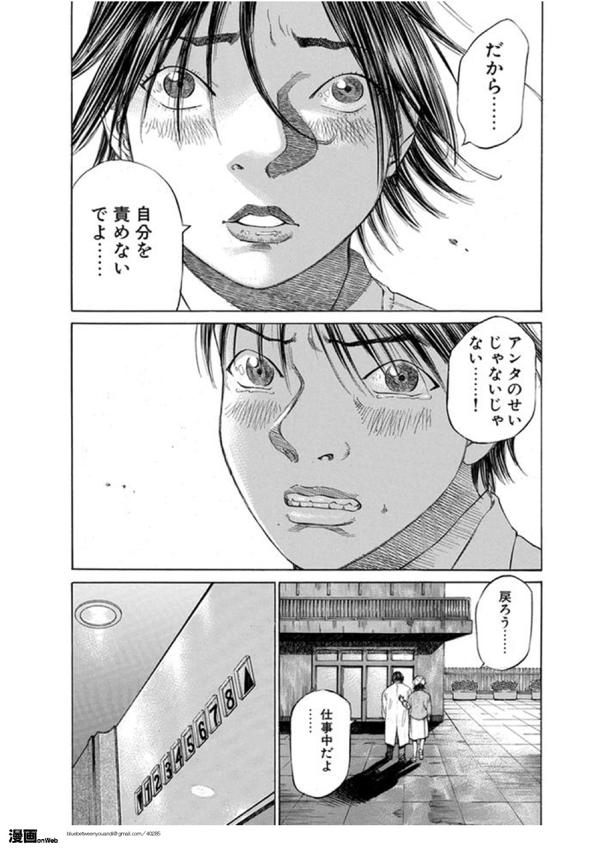 だから……
自分を
責めない
でよ……
アンタのせい
じゃないじゃ
ない……！
戻ろう……
仕事中だよ
……
12345678
漫画onWeb
bluebetweenyouandi@gmail.com/40285